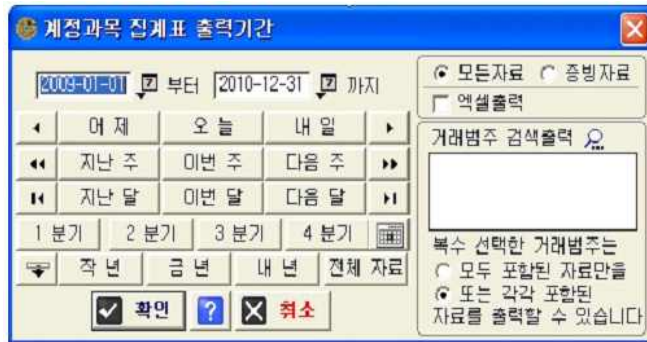 계정과목 집계표 출력기간
2009-01-01 부터 2010-12-31 까지
어 제 오 늘 내 일
지난 주 이번 주 다음 주
지난 달 이번 달 다음 달
1 분기 2 분기 3 분기 4 분기
작 년 금 년 내 년 전체 자료
확인 ? 취소
모든자료 증빙자료
엑셀출력
거래범주 검색출력
복수 선택한 거래범주는
모두 포함된 자료만을
또는 각각 포함된
자료를 출력할 수 있습니다